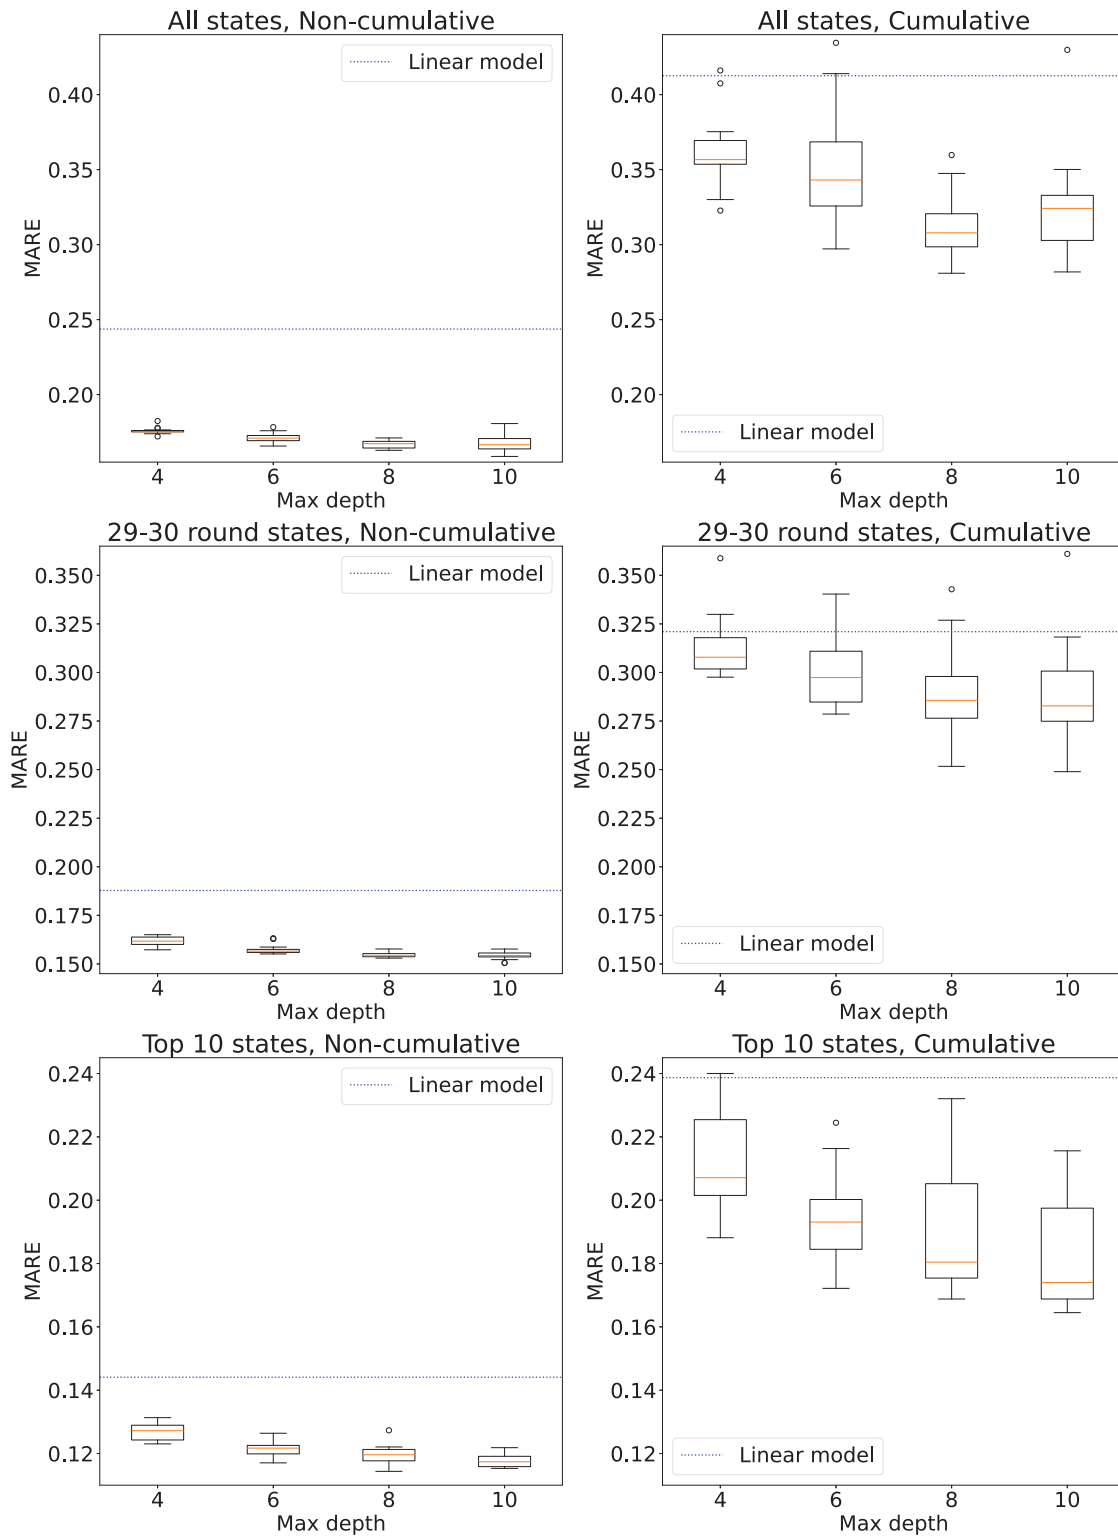 All states, Non-cumulative
Linear model
0.40
0.35
0.30
0.25
0.20
MARE
4 6 8 10
Max depth
All states, Cumulative
0.40
0.35
0.30
0.25
0.20
MARE
Linear model
4 6 8 10
Max depth
29-30 round states, Non-cumulative
Linear model
0.350
0.325
0.300
0.275
0.250
0.225
0.200
0.175
0.150
MARE
4 6 8 10
Max depth
29-30 round states, Cumulative
0.350
0.325
0.300
0.275
0.250
0.225
0.200
0.175
0.150
MARE
Linear model
4 6 8 10
Max depth
Top 10 states, Non-cumulative
Linear model
0.24
0.22
0.20
0.18
0.16
0.14
0.12
MARE
4 6 8 10
Max depth
Top 10 states, Cumulative
0.24
0.22
0.20
0.18
0.16
0.14
0.12
MARE
Linear model
4 6 8 10
Max depth